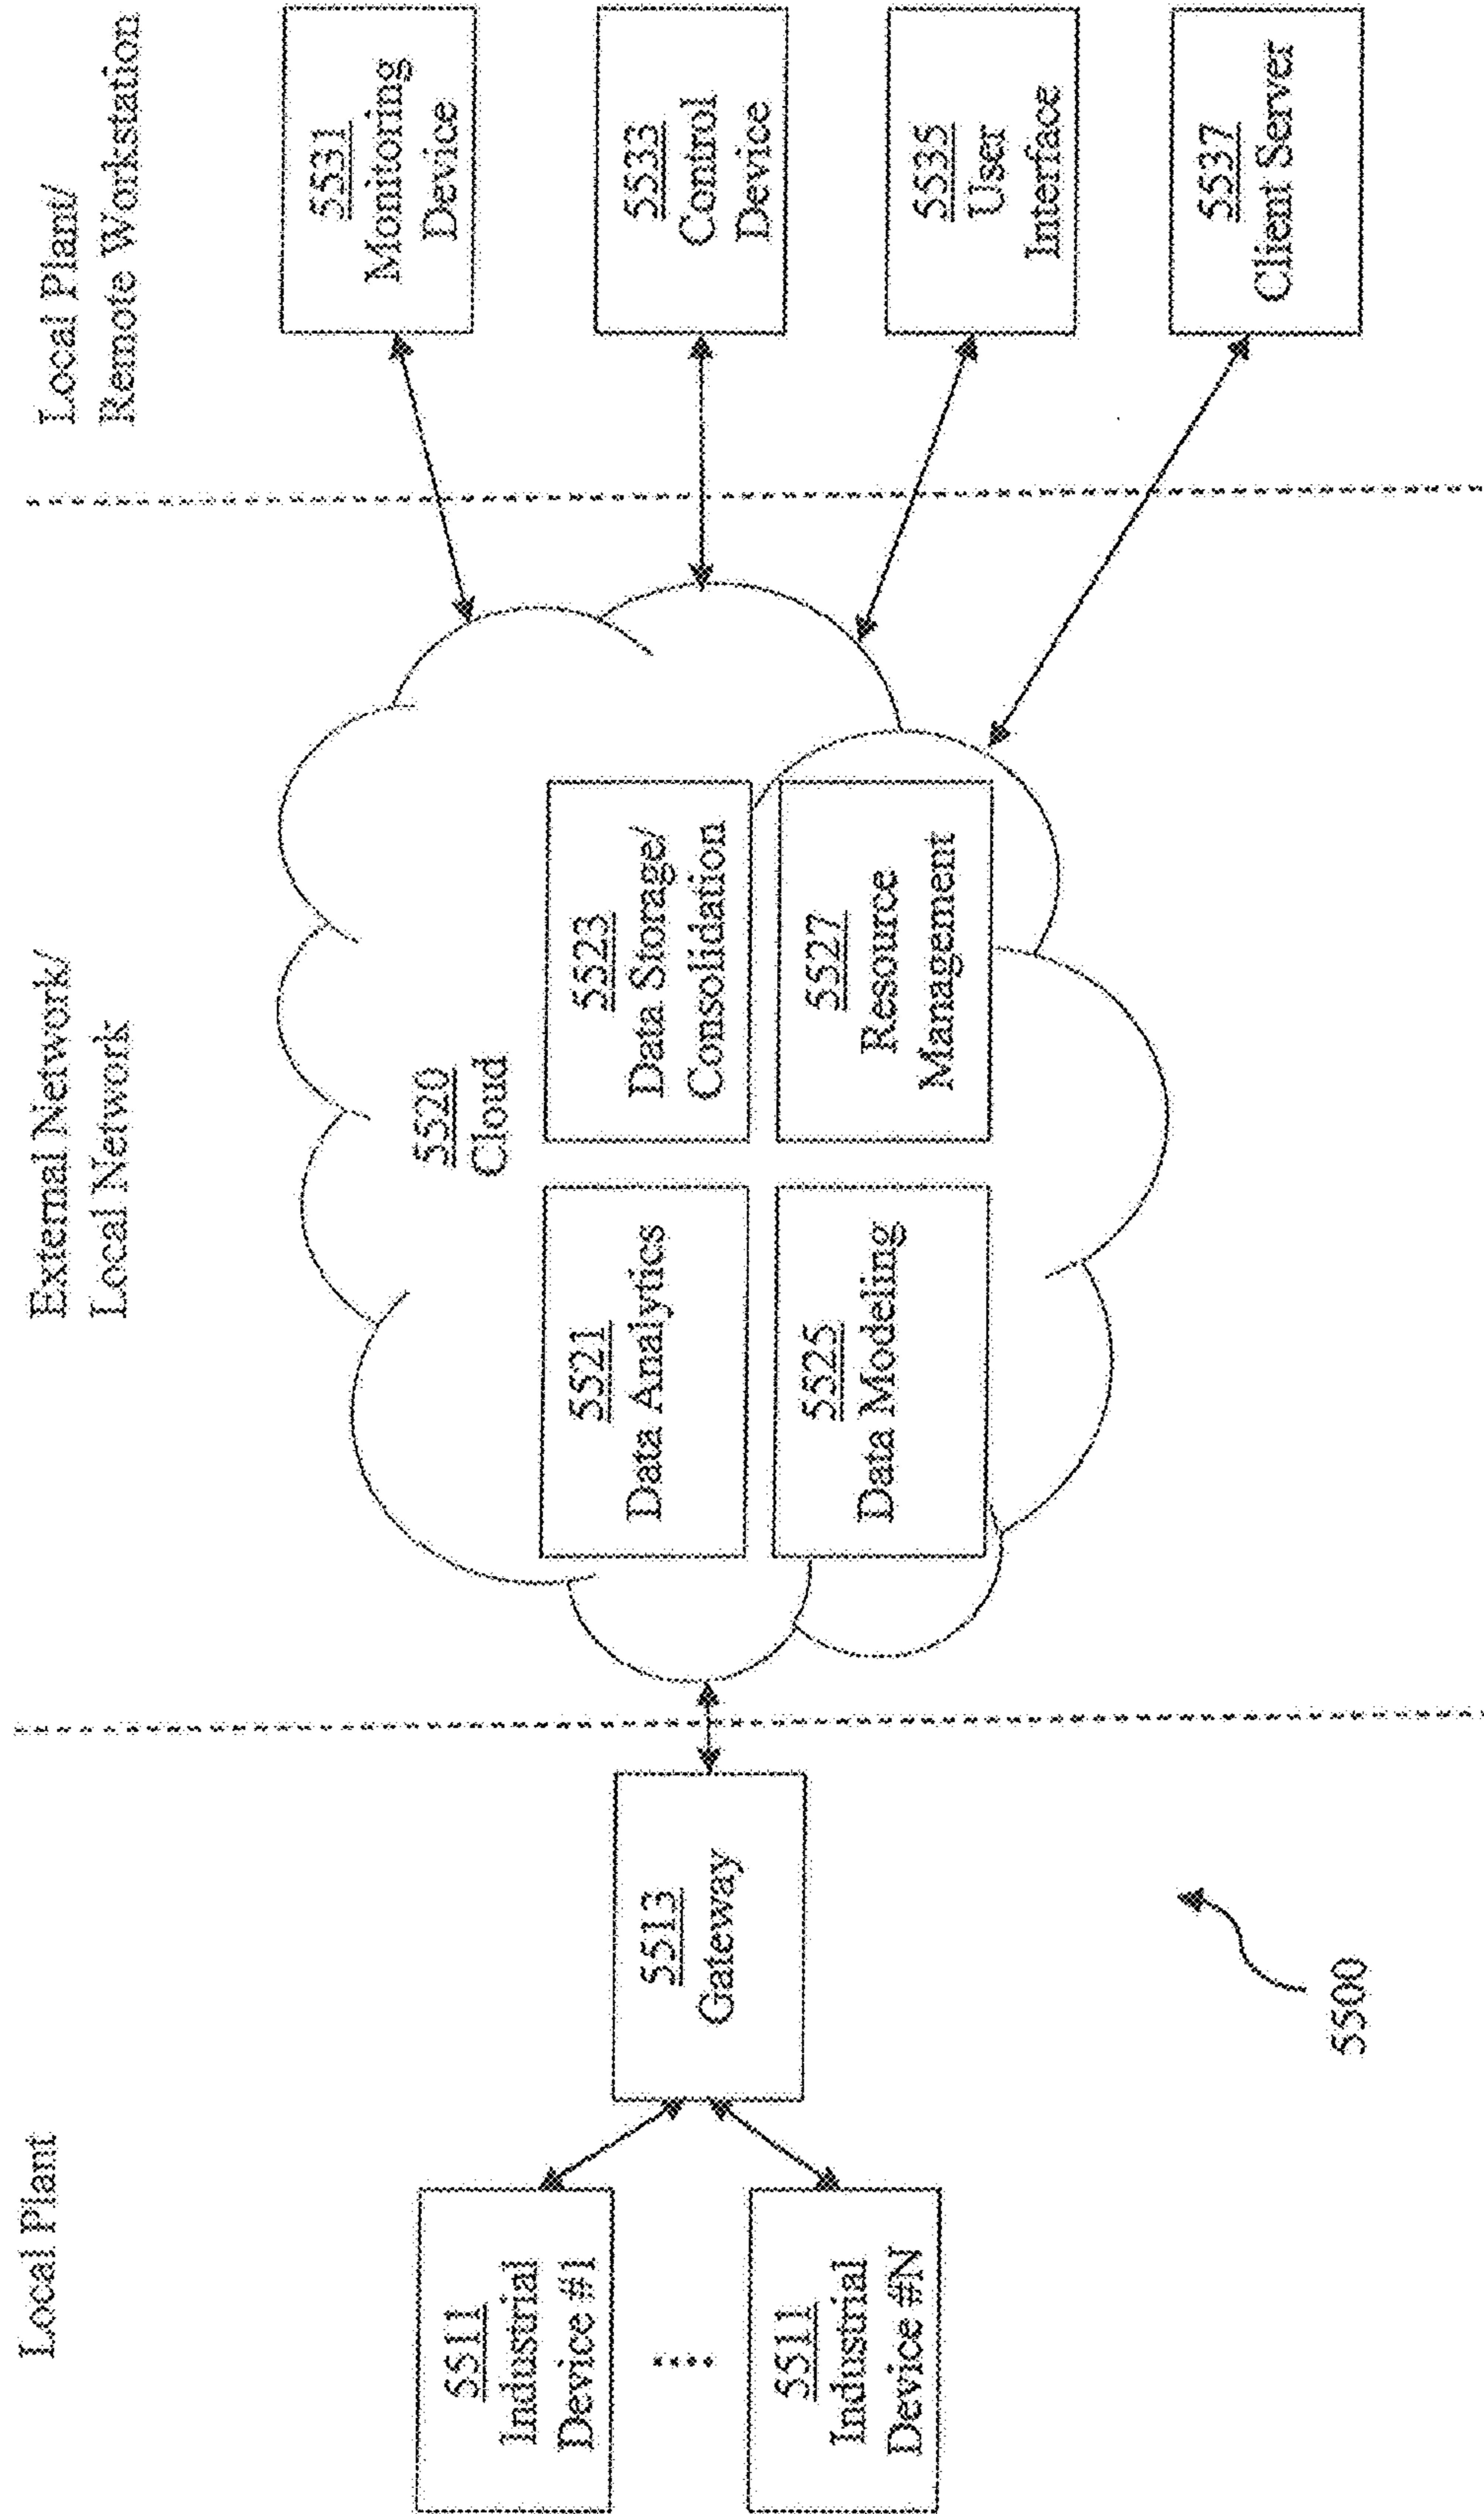 Local Plant
External Network/
Local Network
Local Plant/
Remote Workstation
5511
Industrial
Device #1
5511
Industrial
Device #N
5513
Gateway
5520
Cloud
5521
Data Analytics
5523
Data Storage/
Consolidation
5525
Data Modeling
5527
Resource
Management
5531
Monitoring
Device
5533
Control
Device
5535
User
Interface
5537
Client Server
5500